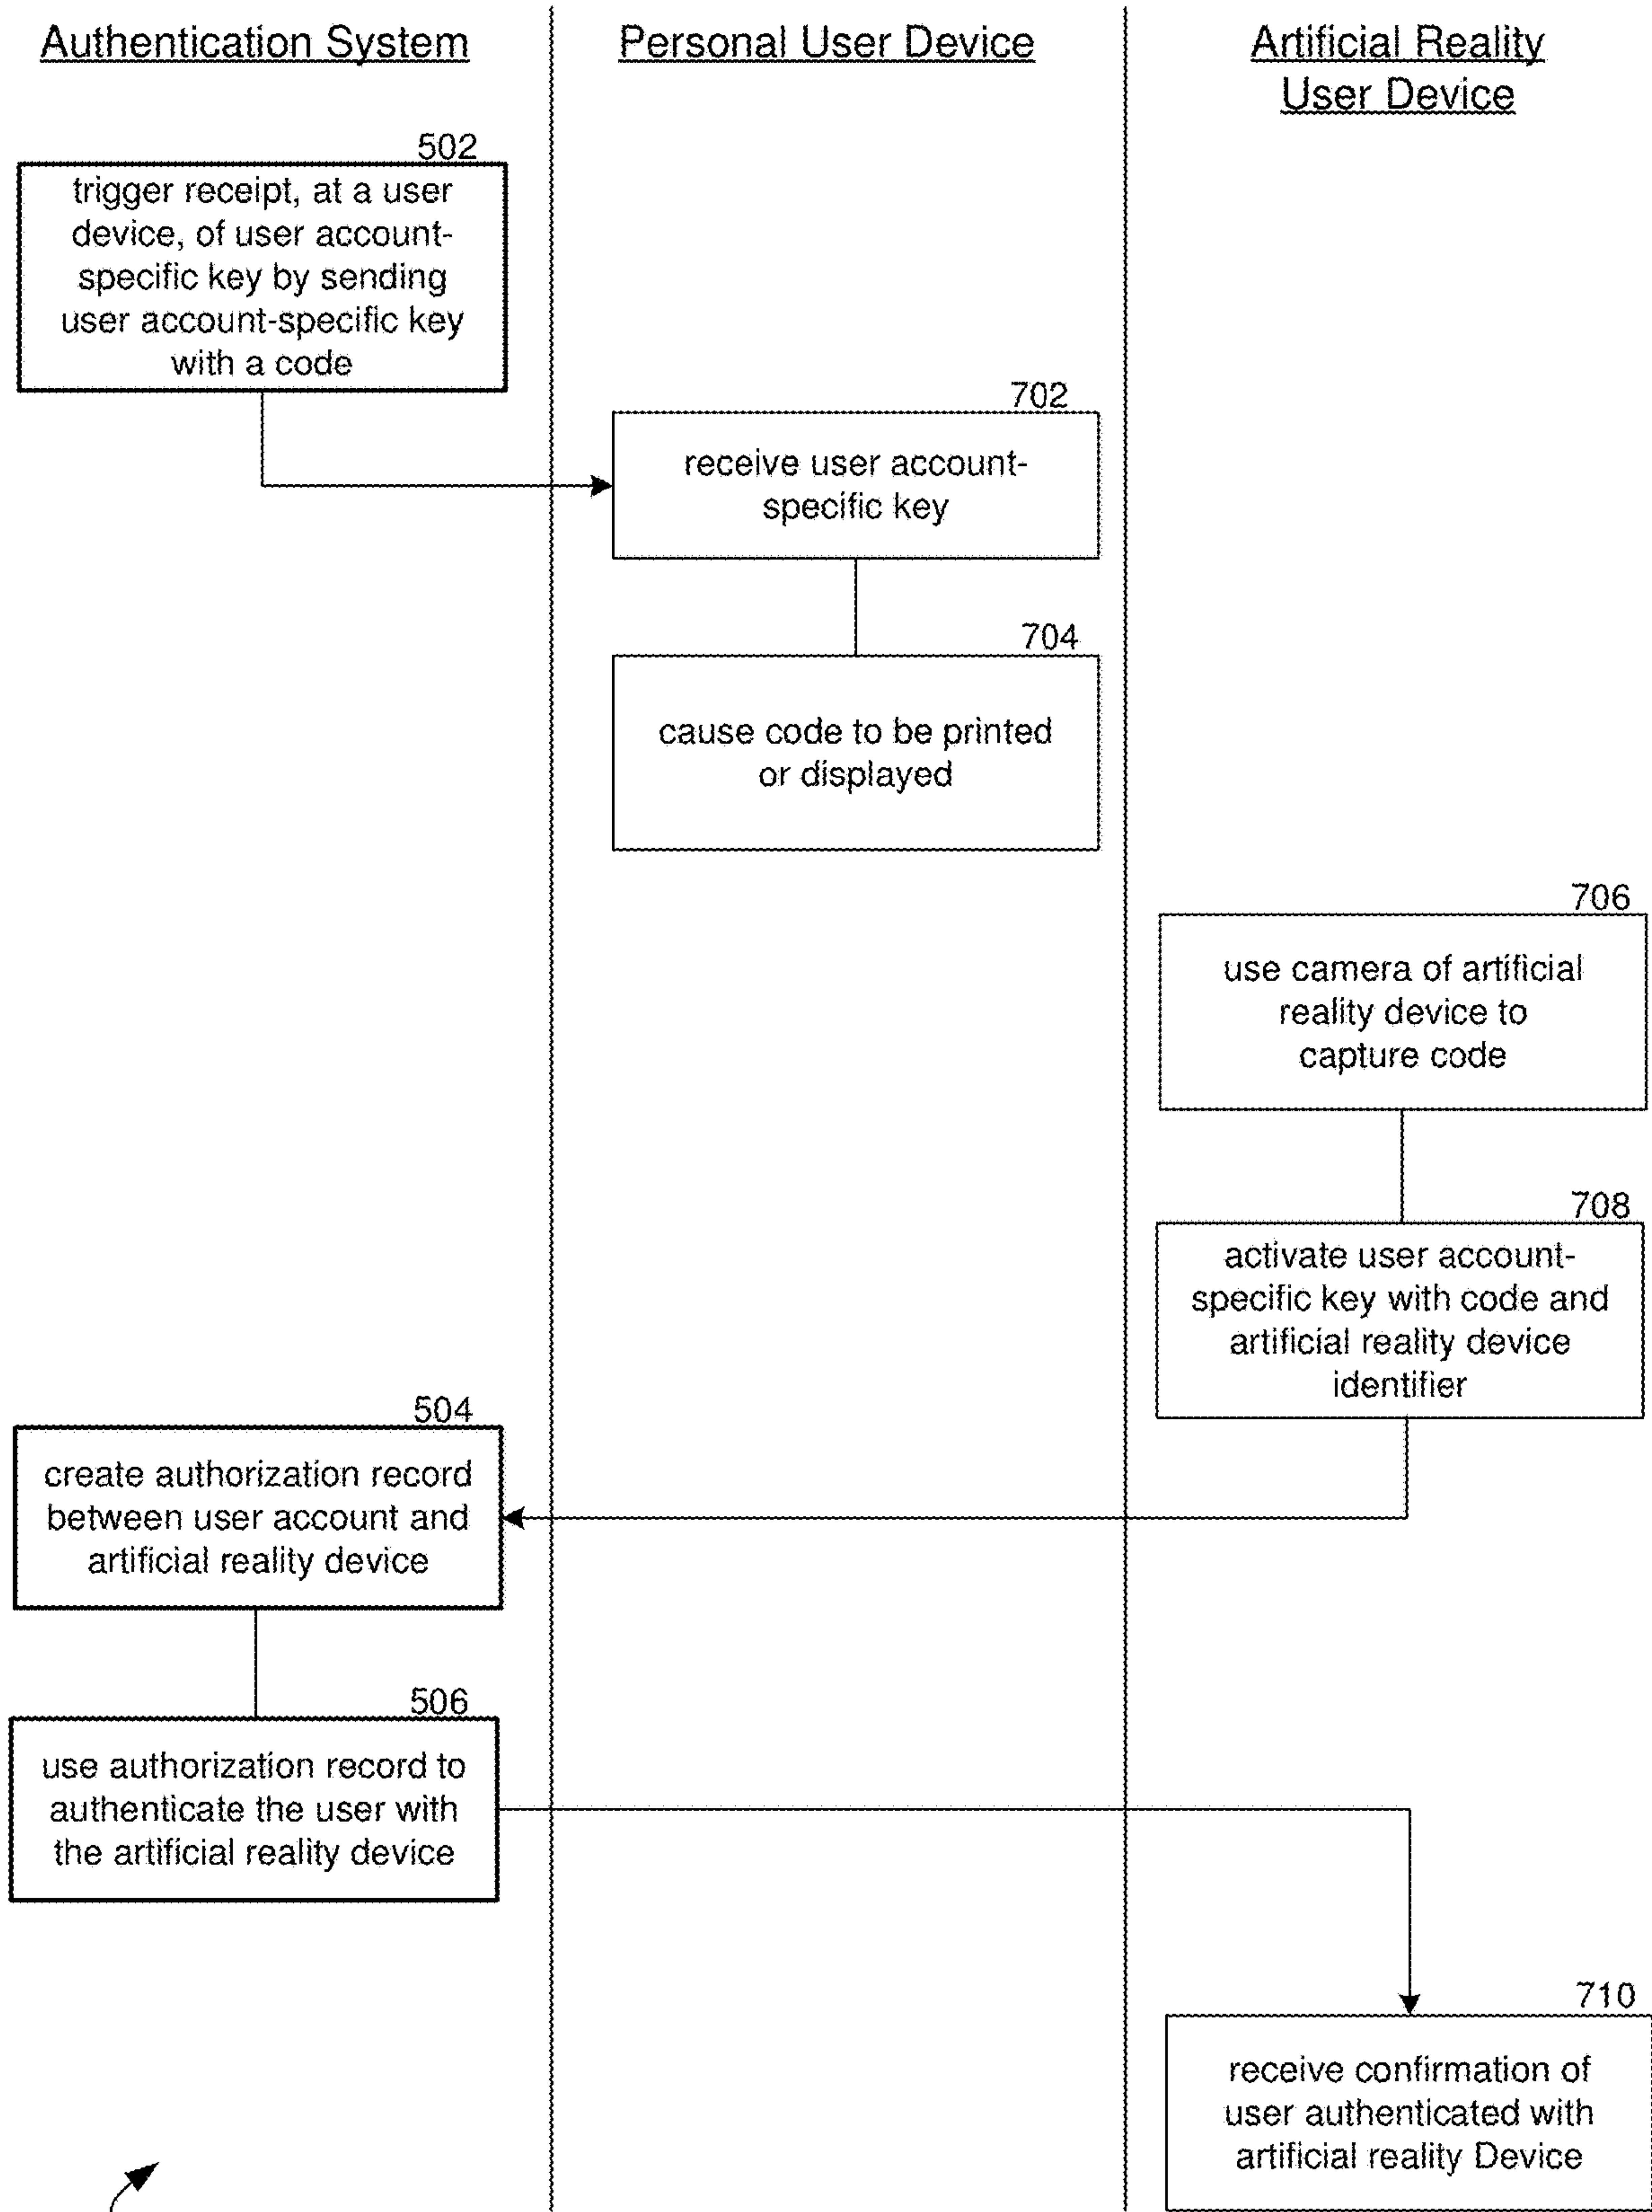 Authentication System
Personal User Device
Artificial Reality
User Device
502
trigger receipt, at a user
device, of user account-
specific key by sending
user account-specific key
with a code
702
receive user account-
specific key
704
cause code to be printed
or displayed
706
use camera of artificial
reality device to
capture code
708
activate user account-
specific key with code and
artificial reality device
identifier
504
create authorization record
between user account and
artificial reality device
506
use authorization record to
authenticate the user with
the artificial reality device
710
receive confirmation of
user authenticated with
artificial reality Device